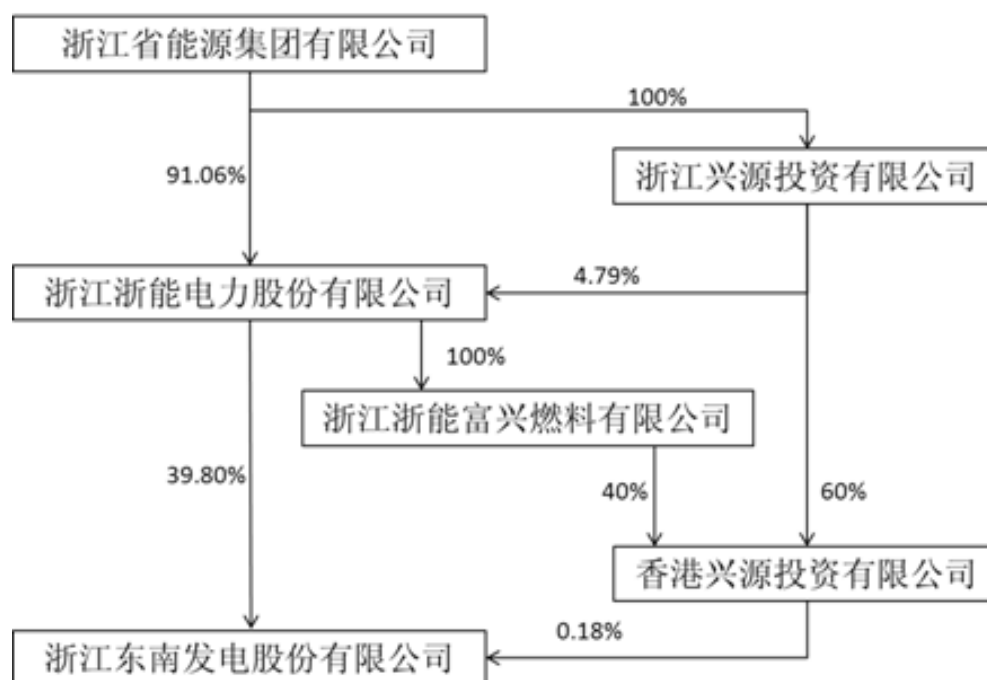 浙江省能源集团有限公司
100%
91.06%
浙江兴源投资有限公司
浙江浙能电力股份有限公司
4.79%
100%
浙江浙能富兴燃料有限公司
39.80%
40%
60%
香港兴源投资有限公司
0.18%
浙江东南发电股份有限公司